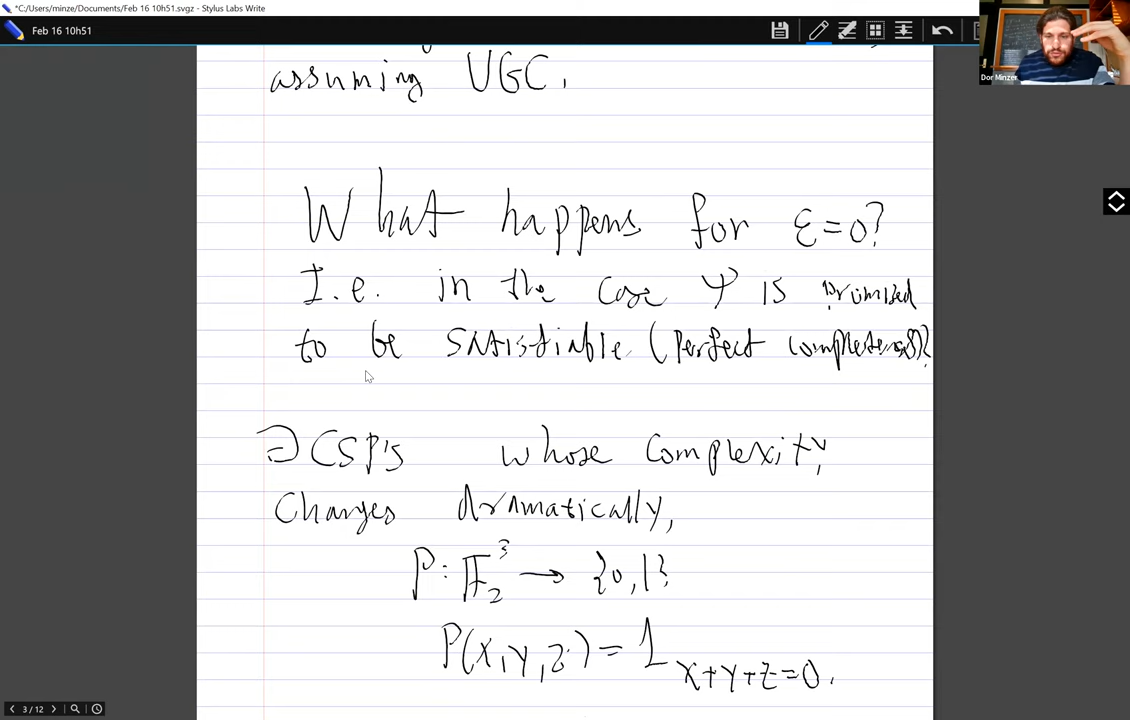 *C:/Users/minze/Documents/Feb 16 10h51.svgz - Stylus Labs Write
Feb 16 10h51
Dor Minzer
assuming UGC.
What happens for ε=0?
I.e. in the case Ψ is promised
to be satisfiable (perfect completeness)?
∃ CSP's whose complexity
changes dramatically,
P: 𝔽₂³ → {0,1}
P(x,y,z) = 1_{x+y+z=0}.
3 / 12